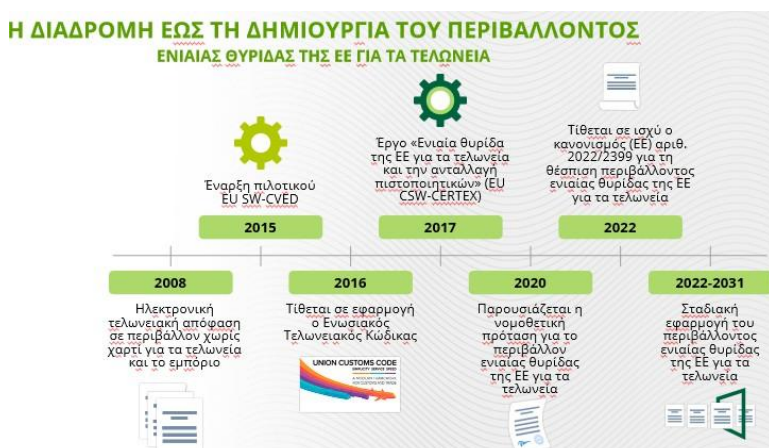 Η ΔΙΑΔΡΟΜΗ ΕΩΣ ΤΗ ΔΗΜΙΟΥΡΓΙΑ ΤΟΥ ΠΕΡΙΒΑΛΛΟΝΤΟΣ
ΕΝΙΑΙΑΣ ΘΥΡΙΔΑΣ ΤΗΣ ΕΕ ΓΙΑ ΤΑ ΤΕΛΩΝΕΙΑ
Έναρξη πιλοτικού
EU SW-CVED
2015
Έργο «Ενιαία θυρίδα
της ΕΕ για τα τελωνεία
και την ανταλλαγή
πιστοποιητικών» (EU
CSW-CERTEX)
2017
Τίθεται σε ισχύ ο
κανονισμός (ΕΕ) αριθ.
2022/2399 για τη
θέσπιση περιβάλλοντος
ενιαίας θυρίδας της ΕΕ
για τα τελωνεία
2022
2008
Ηλεκτρονική
τελωνειακή απόφαση
σε περιβάλλον χωρίς
χαρτί για τα τελωνεία
και το εμπόριο
2016
Τίθεται σε εφαρμογή
ο Ενωσιακός
Τελωνειακός Κώδικας
UNION CUSTOMS CODE
2020
Παρουσιάζεται η
νομοθετική
πρόταση για το
περιβάλλον
ενιαίας θυρίδας
της ΕΕ για τα
τελωνεία
2022-2031
Σταδιακή
εφαρμογή του
περιβάλλοντος
ενιαίας θυρίδας
της ΕΕ για τα
τελωνεία